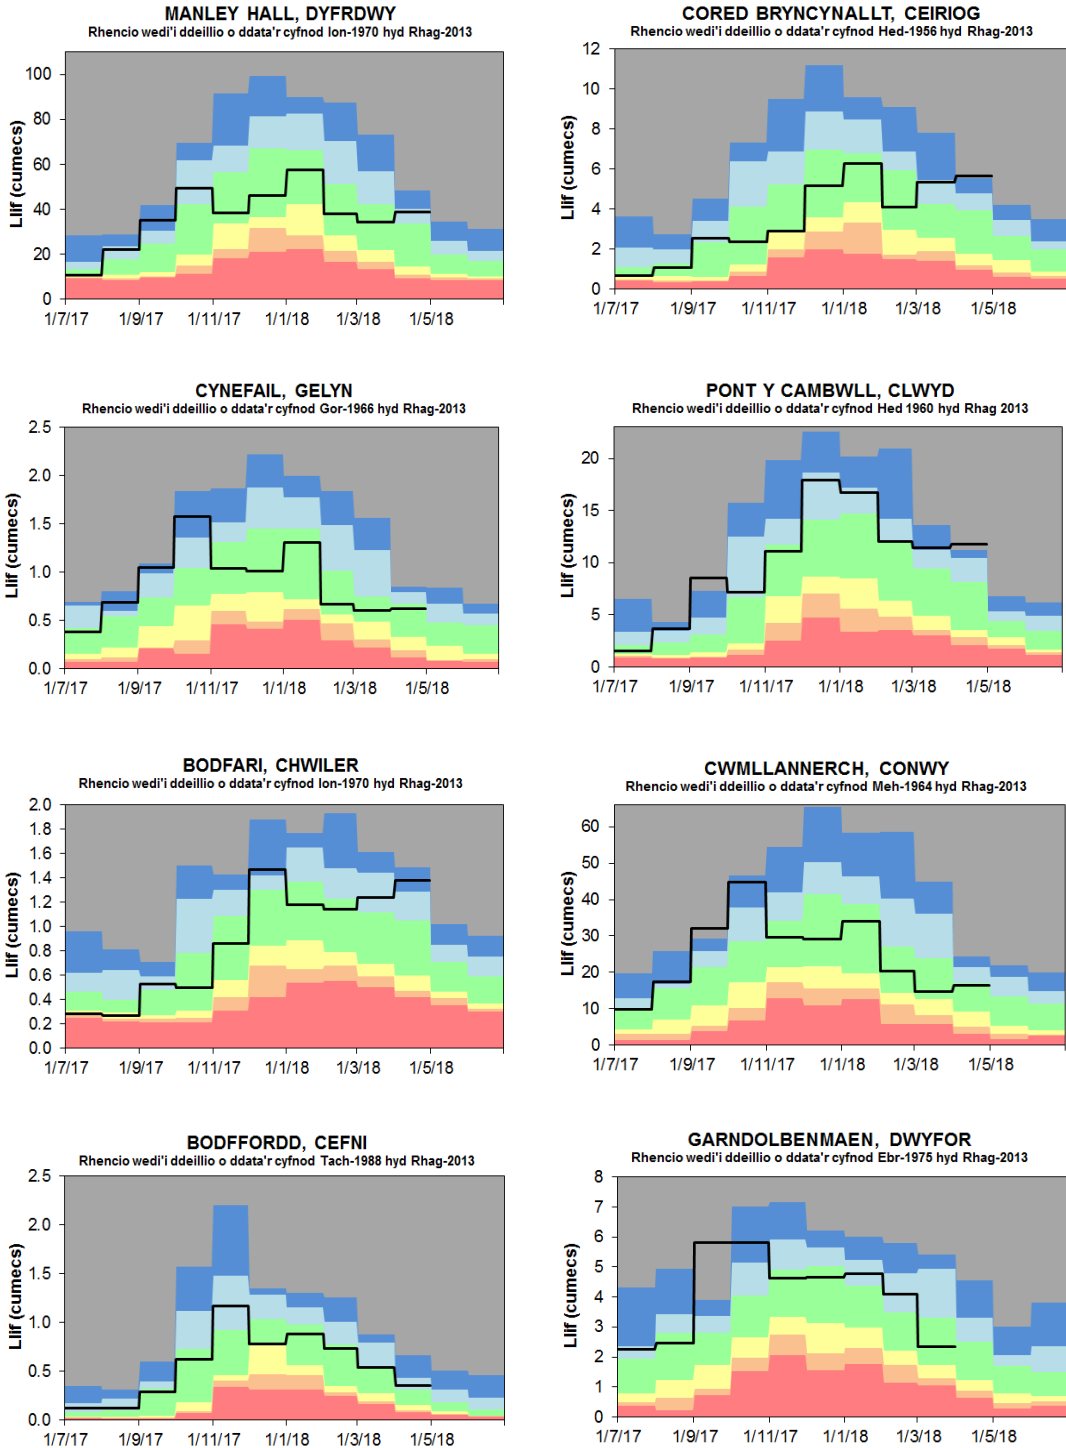 MANLEY HALL, DYFRDWY
Rhencio wedi'i ddeillio o ddata'r cyfnod Ion-1970 hyd Rhag-2013
Llif (cumecs)
100
80
60
40
20
0
1/7/17 1/9/17 1/11/17 1/1/18 1/3/18 1/5/18
CORED BRYNCYNALLT, CEIRIOG
Rhencio wedi'i ddeillio o ddata'r cyfnod Hed-1956 hyd Rhag-2013
Llif (cumecs)
12
10
8
6
4
2
0
1/7/17 1/9/17 1/11/17 1/1/18 1/3/18 1/5/18
CYNEFAIL, GELYN
Rhencio wedi'i ddeillio o ddata'r cyfnod Gor-1966 hyd Rhag-2013
Llif (cumecs)
2.5
2.0
1.5
1.0
0.5
0.0
1/7/17 1/9/17 1/11/17 1/1/18 1/3/18 1/5/18
PONT Y CAMBWLL, CLWYD
Rhencio wedi'i ddeillio o ddata'r cyfnod Hed 1960 hyd Rhag 2013
Llif (cumecs)
20
15
10
5
0
1/7/17 1/9/17 1/11/17 1/1/18 1/3/18 1/5/18
BODFARI, CHWILER
Rhencio wedi'i ddeillio o ddata'r cyfnod Ion-1970 hyd Rhag-2013
Llif (cumecs)
2.0
1.8
1.6
1.4
1.2
1.0
0.8
0.6
0.4
0.2
0.0
1/7/17 1/9/17 1/11/17 1/1/18 1/3/18 1/5/18
CWMLLANNERCH, CONWY
Rhencio wedi'i ddeillio o ddata'r cyfnod Meh-1964 hyd Rhag-2013
Llif (cumecs)
60
50
40
30
20
10
0
1/7/17 1/9/17 1/11/17 1/1/18 1/3/18 1/5/18
BODFFORDD, CEFNI
Rhencio wedi'i ddeillio o ddata'r cyfnod Tach-1988 hyd Rhag-2013
Llif (cumecs)
2.5
2.0
1.5
1.0
0.5
0.0
1/7/17 1/9/17 1/11/17 1/1/18 1/3/18 1/5/18
GARNDOLBENMAEN, DWYFOR
Rhencio wedi'i ddeillio o ddata'r cyfnod Ebr-1975 hyd Rhag-2013
Llif (cumecs)
8
7
6
5
4
3
2
1
0
1/7/17 1/9/17 1/11/17 1/1/18 1/3/18 1/5/18